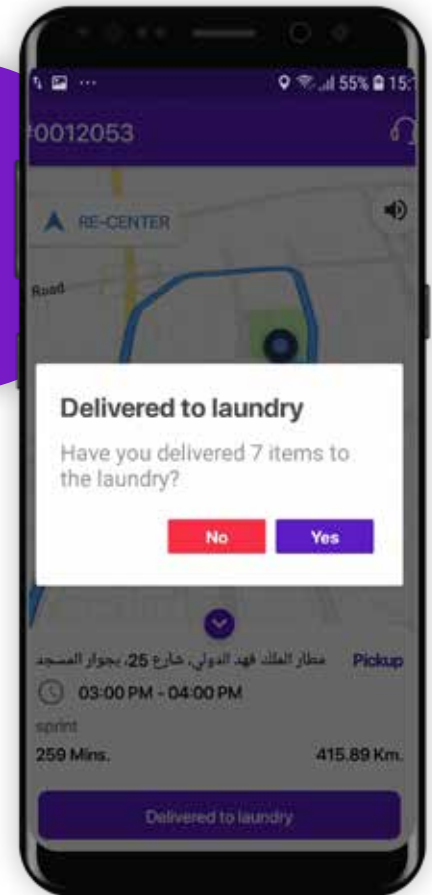 55% 15:1
#0012053
RE-CENTER
Road
Delivered to laundry
Have you delivered 7 items to
the laundry?
No Yes
مطار الملك فهد الدولي، شارع 25، بجوار المسجد Pickup
03:00 PM - 04:00 PM
sprint
259 Mins. 415.89 Km.
Delivered to laundry